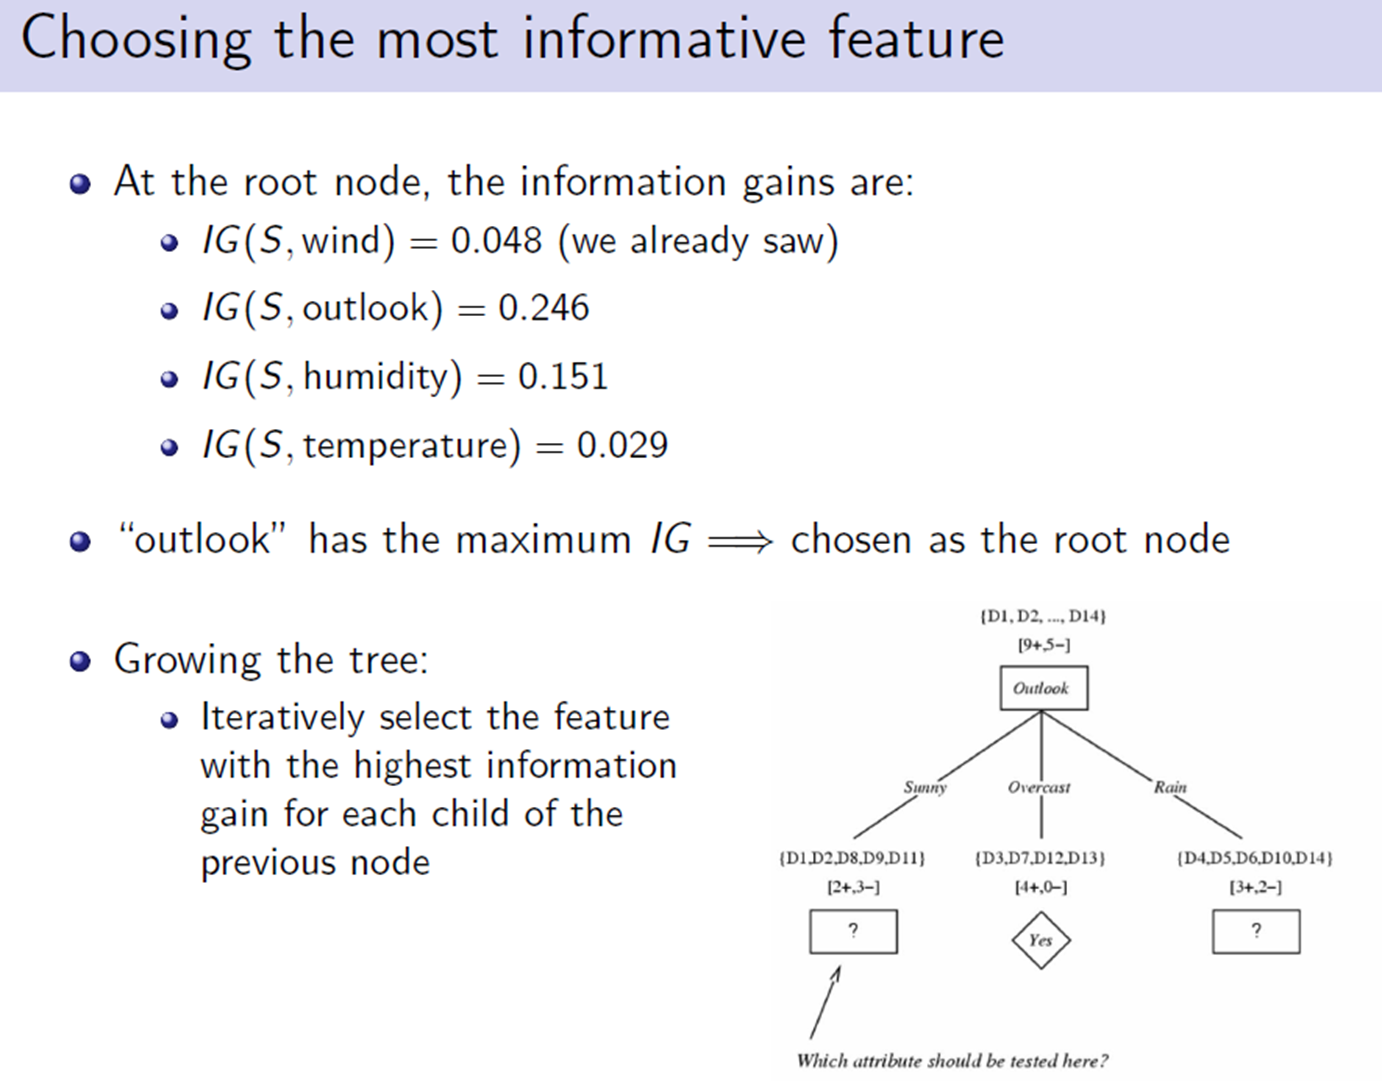 Choosing the most informative feature
At the root node, the information gains are:
IG(S, wind) = 0.048 (we already saw)
IG(S, outlook) = 0.246
IG(S, humidity) = 0.151
IG(S, temperature) = 0.029
“outlook” has the maximum IG ⟹ chosen as the root node
Growing the tree:
Iteratively select the feature
with the highest information
gain for each child of the
previous node
{D1, D2, ..., D14}
[9+,5−]
Outlook
Sunny Overcast Rain
{D1,D2,D8,D9,D11} {D3,D7,D12,D13} {D4,D5,D6,D10,D14}
[2+,3−] [4+,0−] [3+,2−]
? Yes ?
Which attribute should be tested here?